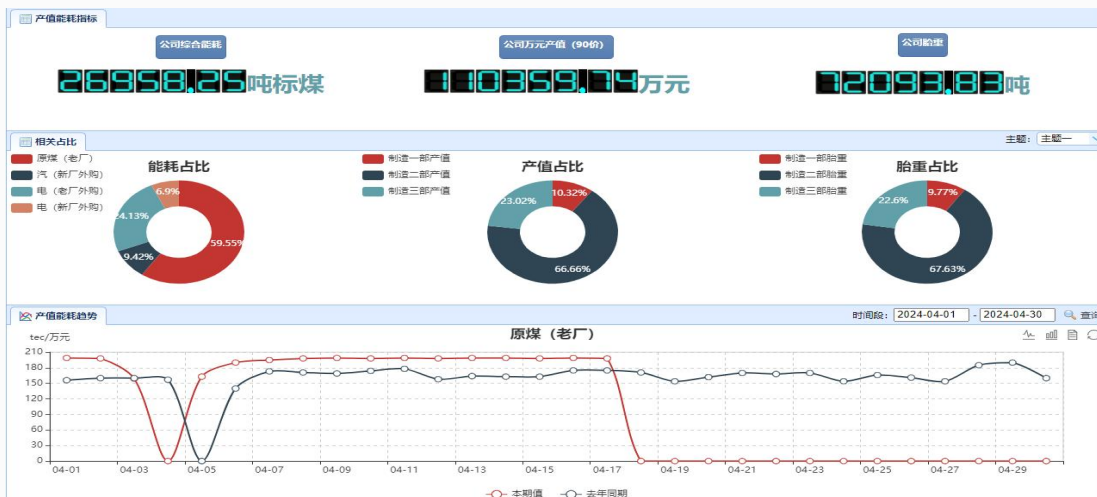 产值能耗指标
公司综合能耗
公司万元产值（90价）
公司胎重
26958.25吨标煤
110359.74万元
72093.83吨
相关占比
主题： 主题一
原煤（老厂）
汽（新厂外购）
电（老厂外购）
电（新厂外购）
能耗占比
6.9%
24.13%
9.42%
59.55%
制造一部产值
制造二部产值
制造三部产值
产值占比
10.32%
23.02%
66.66%
制造一部胎重
制造二部胎重
制造三部胎重
胎重占比
9.77%
22.6%
67.63%
产值能耗趋势
时间段： 2024-04-01 - 2024-04-30 查询
tec/万元
原煤（老厂）
210
180
150
120
90
60
30
0
04-01 04-03 04-05 04-07 04-09 04-11 04-13 04-15 04-17 04-19 04-21 04-23 04-25 04-27 04-29
本期值 去年同期